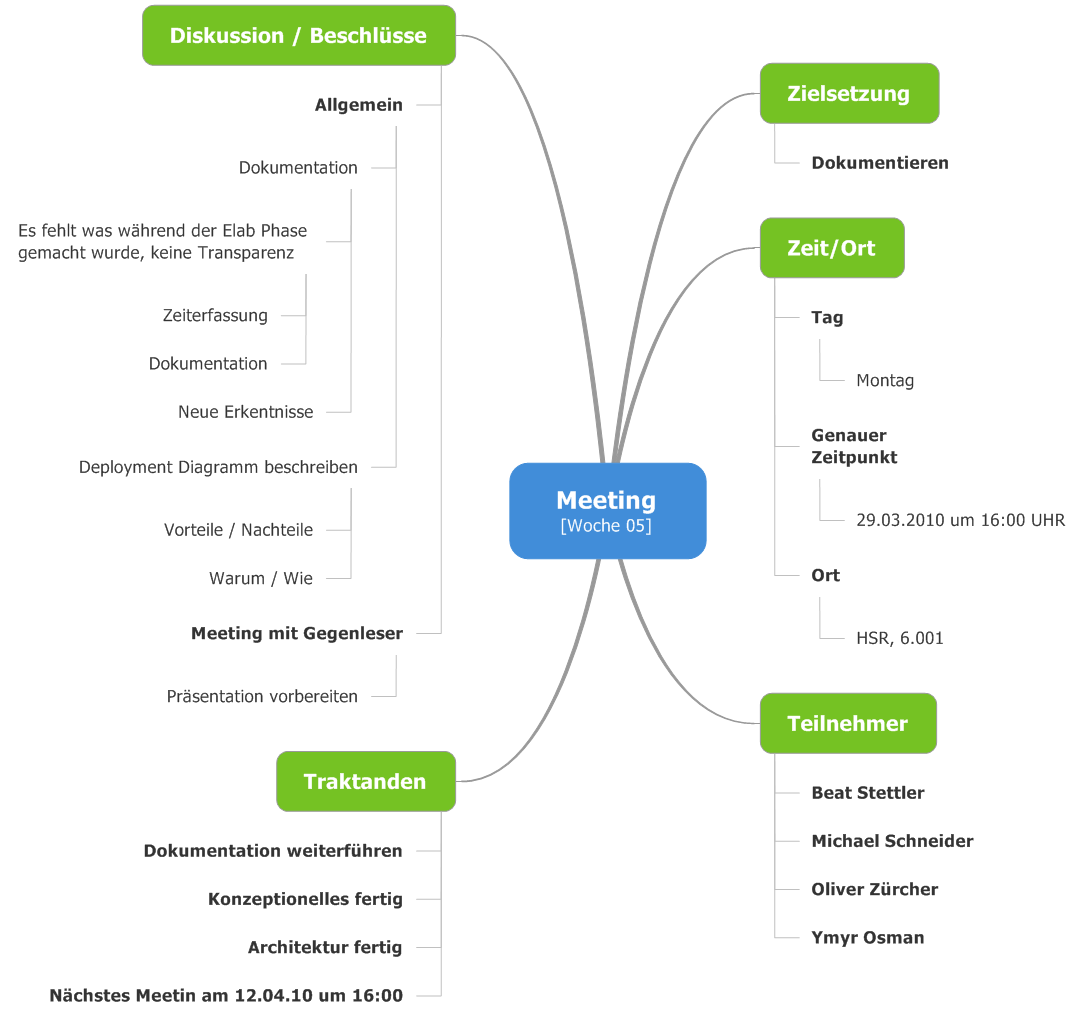 Meeting
[Woche 05]
Zielsetzung
Dokumentieren
Zeit/Ort
Tag
Montag
Genauer
Zeitpunkt
29.03.2010 um 16:00 UHR
Ort
HSR, 6.001
Teilnehmer
Beat Stettler
Michael Schneider
Oliver Zürcher
Ymyr Osman
Diskussion / Beschlüsse
Allgemein
Dokumentation
Es fehlt was während der Elab Phase
gemacht wurde, keine Transparenz
Zeiterfassung
Dokumentation
Neue Erkentnisse
Deployment Diagramm beschreiben
Vorteile / Nachteile
Warum / Wie
Meeting mit Gegenleser
Präsentation vorbereiten
Traktanden
Dokumentation weiterführen
Konzeptionelles fertig
Architektur fertig
Nächstes Meetin am 12.04.10 um 16:00